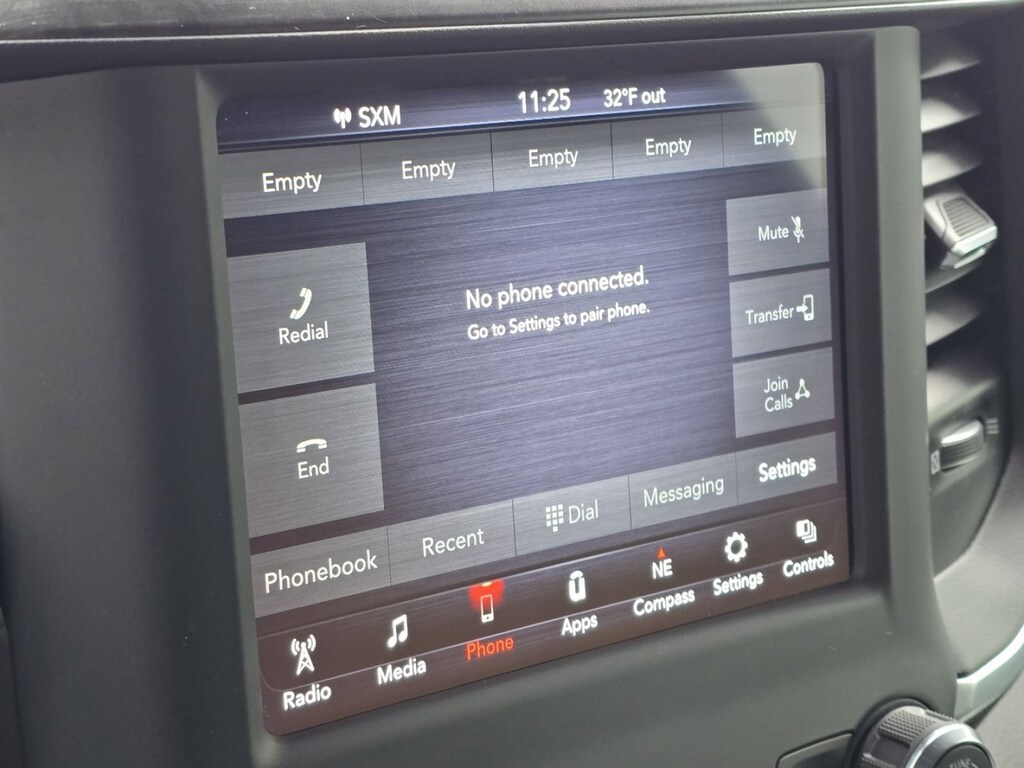 SXM 11:25 32°F out
Empty Empty Empty Empty Empty
Mute
Redial
No phone connected.
Go to Settings to pair phone.
Transfer
Join
Calls
End
Phonebook Recent Dial Messaging Settings
NE
Radio Media Phone Apps Compass Settings Controls